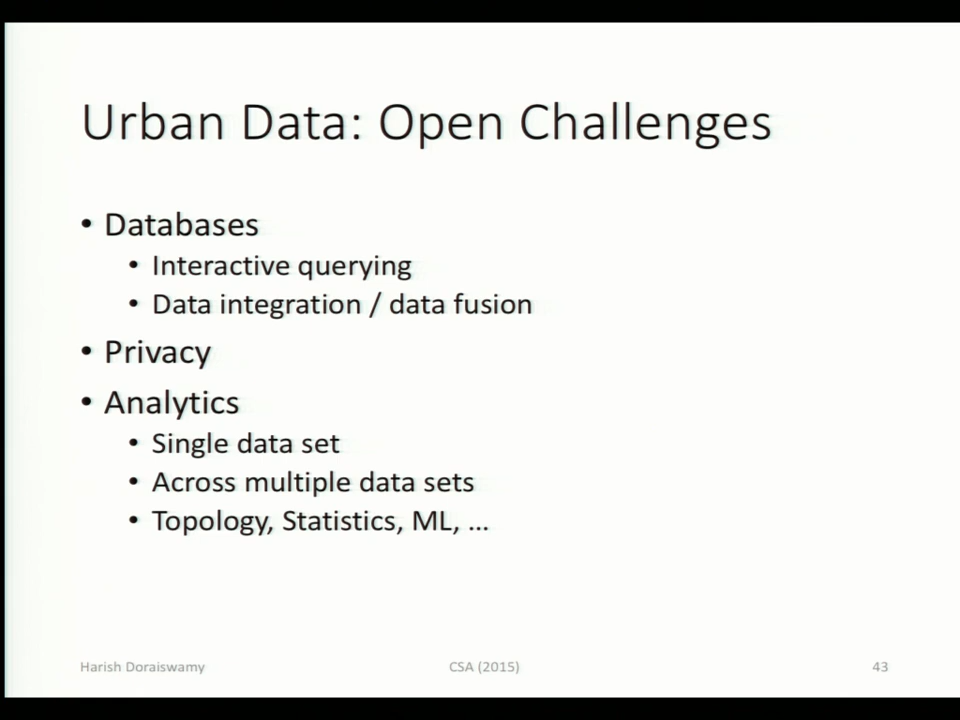 Urban Data: Open Challenges
• Databases
• Interactive querying
• Data integration / data fusion
• Privacy
• Analytics
• Single data set
• Across multiple data sets
• Topology, Statistics, ML, ...
Harish Doraiswamy CSA (2015) 43